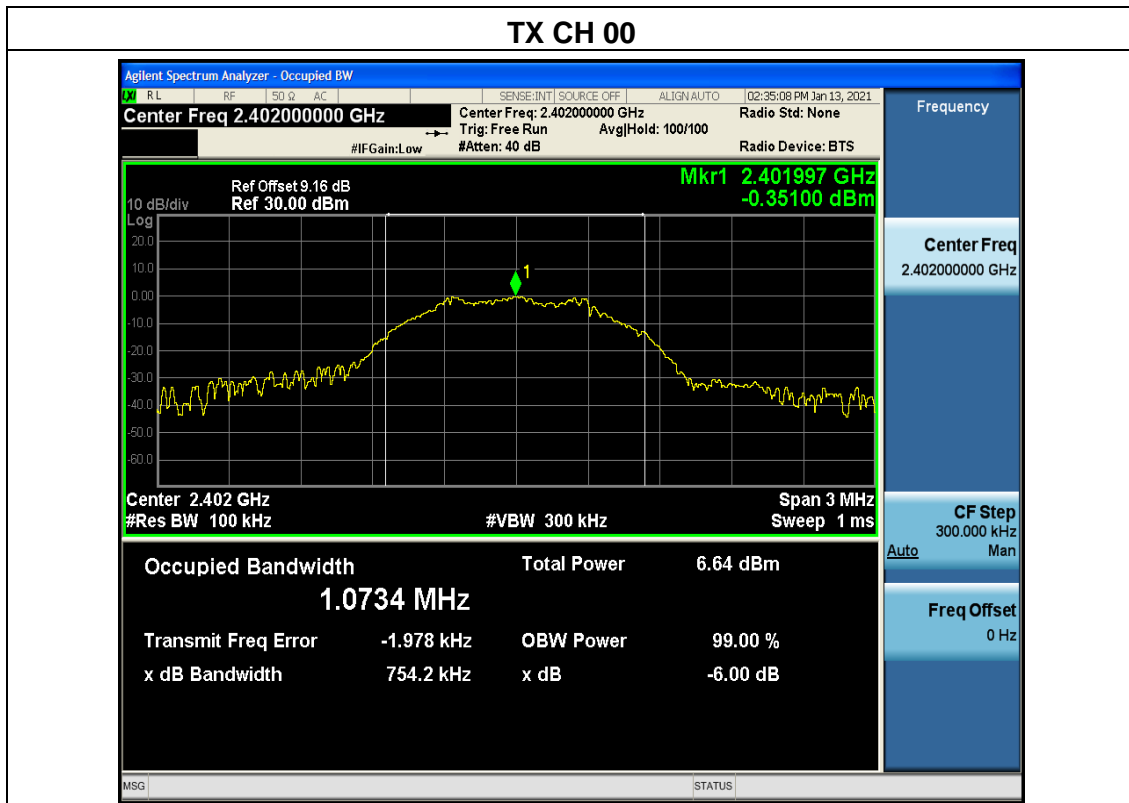 TX CH 00
Agilent Spectrum Analyzer - Occupied BW
LXI RL RF 50 Ω AC SENSE:INT SOURCE OFF ALIGNAUTO 02:35:08 PM Jan 13, 2021
Center Freq 2.402000000 GHz
Center Freq: 2.402000000 GHz
Radio Std: None
Trig: Free Run Avg|Hold: 100/100
#IFGain:Low #Atten: 40 dB Radio Device: BTS
Frequency
Mkr1 2.401997 GHz
-0.35100 dBm
Ref Offset 9.16 dB
10 dB/div Ref 30.00 dBm
Log
20.0
10.0
0.00
-10.0
-20.0
-30.0
-40.0
-50.0
-60.0
1
Center 2.402 GHz Span 3 MHz
#Res BW 100 kHz #VBW 300 kHz Sweep 1 ms
Center Freq
2.402000000 GHz
CF Step
300.000 kHz
Auto Man
Freq Offset
0 Hz
Occupied Bandwidth Total Power 6.64 dBm
1.0734 MHz
Transmit Freq Error -1.978 kHz OBW Power 99.00 %
x dB Bandwidth 754.2 kHz x dB -6.00 dB
MSG STATUS